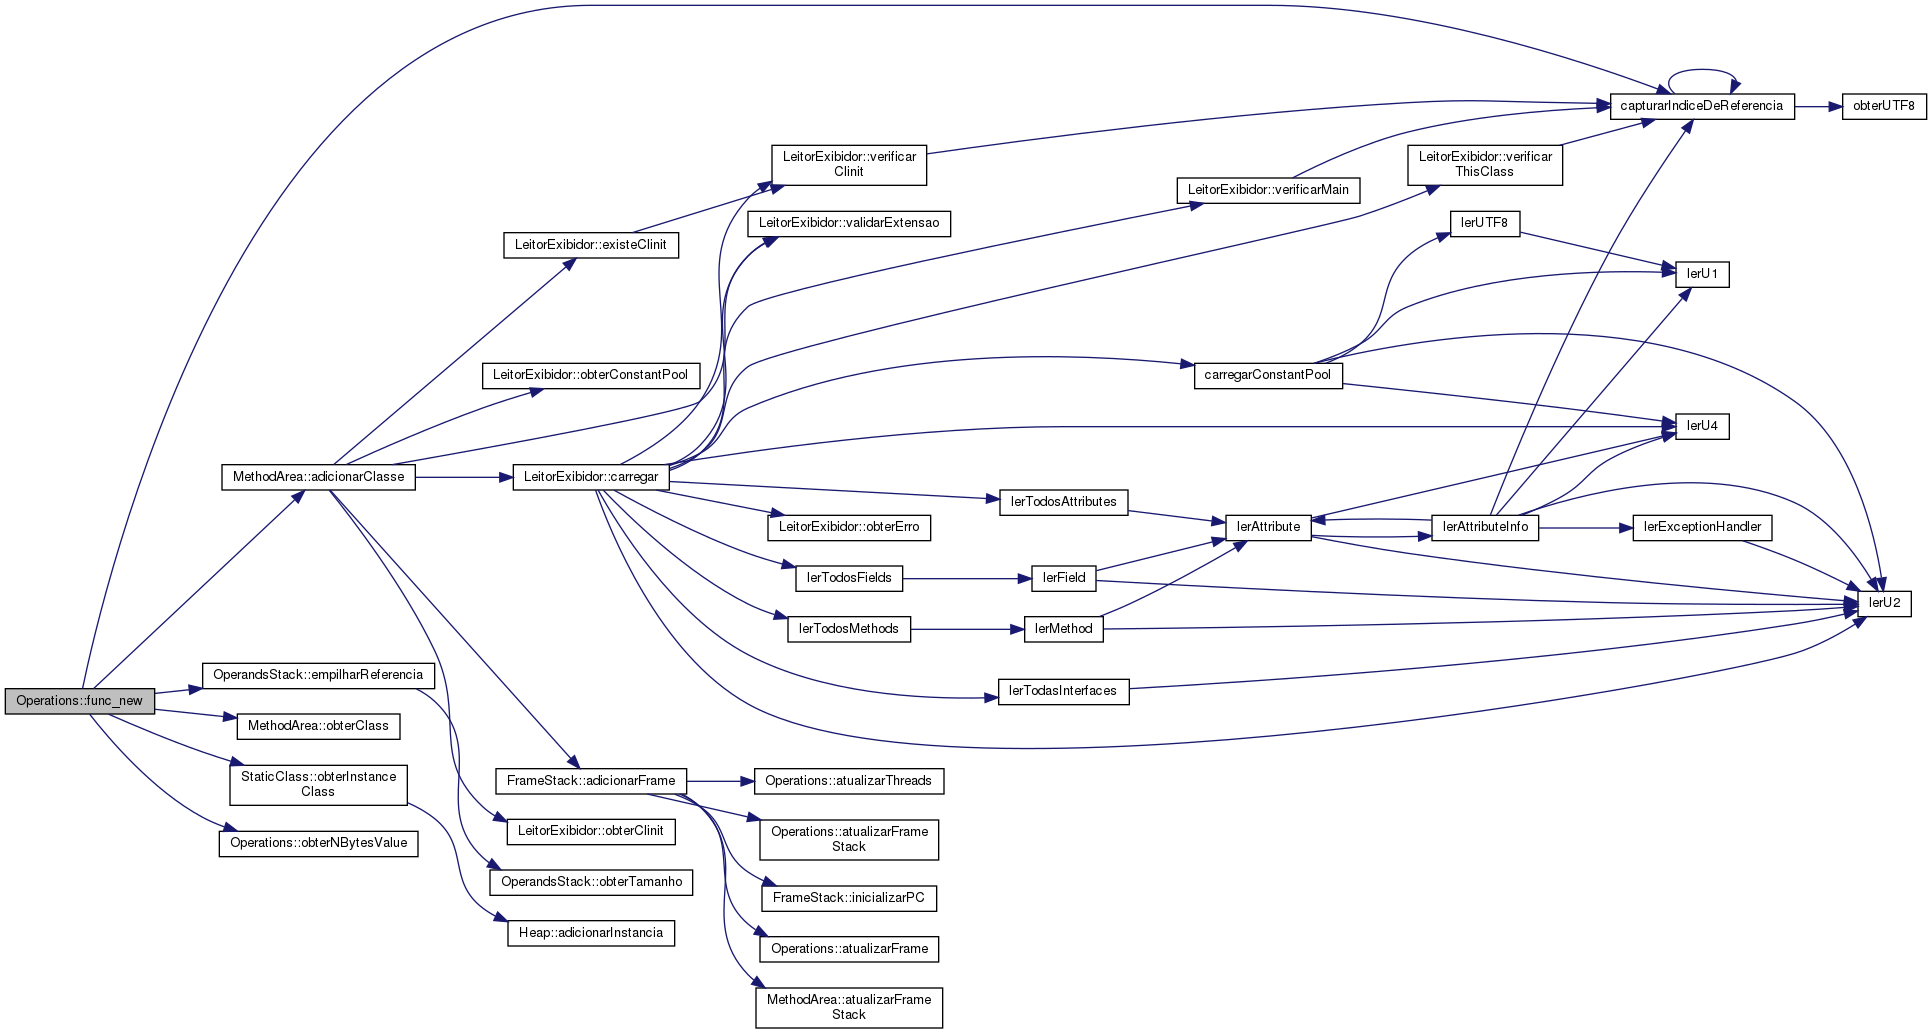 capturarIndiceDeReferencia
obterUTF8
LeitorExibidor::verificar
Clinit
LeitorExibidor::verificar
ThisClass
LeitorExibidor::verificarMain
LeitorExibidor::validarExtensao
lerUTF8
LeitorExibidor::existeClinit
lerU1
LeitorExibidor::obterConstantPool
carregarConstantPool
lerU4
MethodArea::adicionarClasse
LeitorExibidor::carregar
lerTodosAttributes
LeitorExibidor::obterErro
lerAttribute
lerAttributeInfo
lerExceptionHandler
lerTodosFields
lerField
lerU2
lerTodosMethods
lerMethod
OperandsStack::empilharReferencia
lerTodasInterfaces
Operations::func_new
MethodArea::obterClass
StaticClass::obterInstance
Class
FrameStack::adicionarFrame
Operations::atualizarThreads
Operations::obterNBytesValue
LeitorExibidor::obterClinit
Operations::atualizarFrame
Stack
OperandsStack::obterTamanho
FrameStack::inicializarPC
Heap::adicionarInstancia
Operations::atualizarFrame
MethodArea::atualizarFrame
Stack